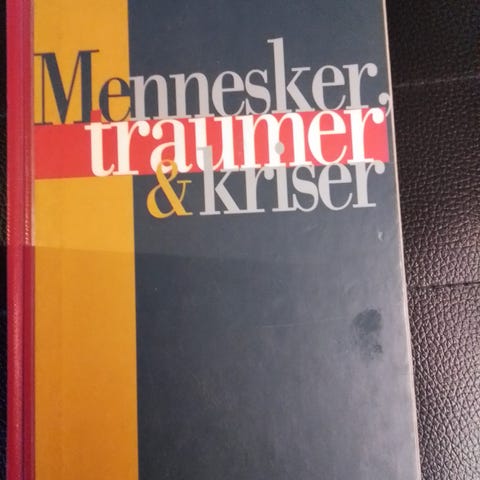 Mennesker,
traumer
& kriser